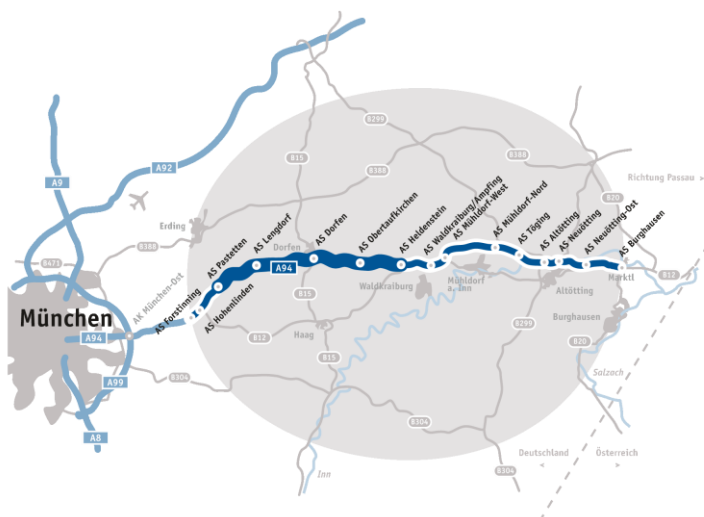 B299
B388
A92
B15
A9
B388
Richtung Passau
B20
Erding
B388
AS Pastetten
AS Lengdorf
Dorfen
AS Dorfen
AS Obertaufkirchen
AS Heldenstein
AS Waldkraiburg/Ampfing
AS Mühldorf-West
AS Mühldorf-Nord
AS Töging
AS Altötting
AS Neuötting
AS Neuötting-Ost
AS Burghausen
B471
AK München-Ost
AS Forstinning
AS Hohenlinden
A94
B15
Waldkraiburg
Mühldorf
Inn
Altötting
Marktl
B12
München
A94
B12
Haag
B15
B299
Burghausen
B20
A99
B304
Salzach
A8
B304
B304
Inn
Deutschland
Österreich